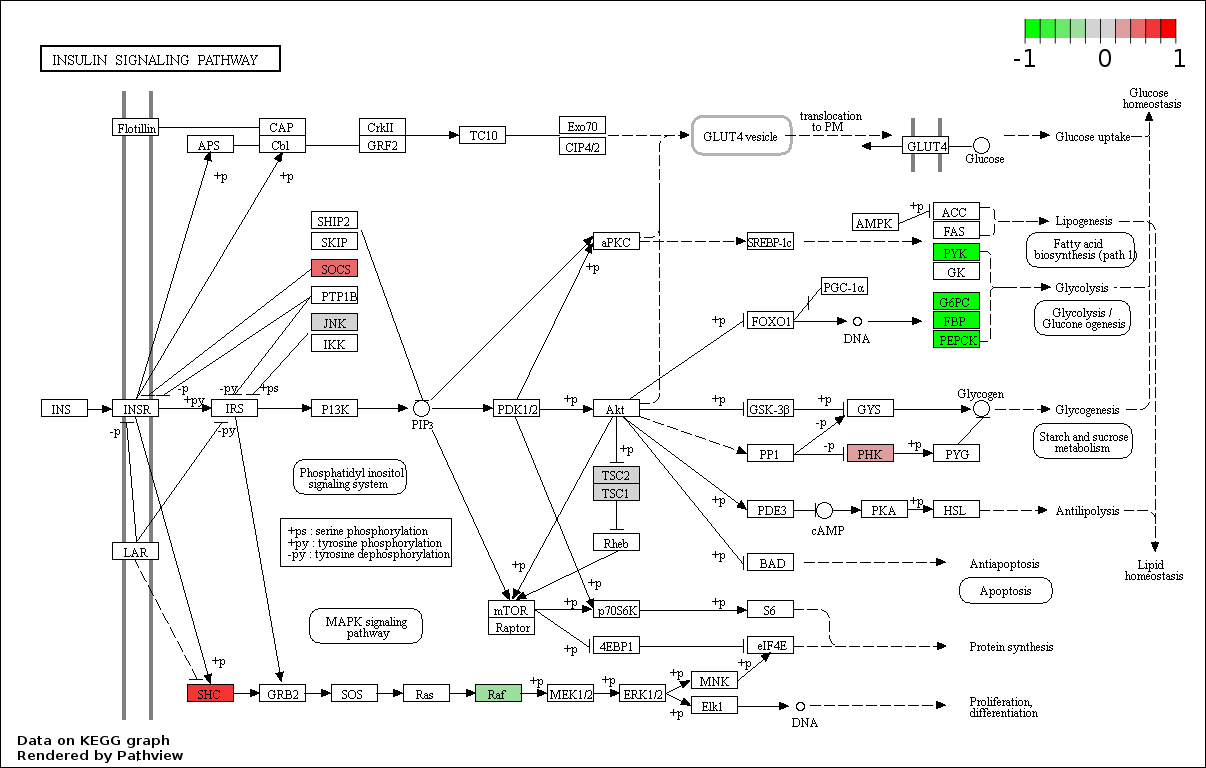 INSULIN SIGNALING PATHWAY
-1 0 1
Glucose
homeostasis
Flotillin
CAP
Cbl
APS
CrkII
GRF2
TC10
Exo70
CIP4/2
GLUT4 vesicle
translocation
to PM
GLUT4
Glucose
Glucose uptake
+p
+p
SHIP2
SKIP
SOCS
PTP1B
JNK
IKK
aPKC
+p
SREBP-1c
AMPK
+p
ACC
FAS
PYK
GK
G6PC
FBP
PEPCK
Lipogenesis
Fatty acid
biosynthesis (path 1)
Glycolysis
Glycolysis /
Glucone ogenesis
PGC-1α
+p
FOXO1
DNA
-p
+py
-py
+ps
INS
INSR
IRS
P13K
PIP3
PDK1/2
+p
Akt
+p
GSK-3β
+p
GYS
Glycogen
Glycogenesis
-p
-py
-p
PP1
-p
PHK
+p
PYG
Starch and sucrose
metabolism
+p
TSC2
TSC1
Phosphatidyl inositol
signaling system
+p
PDE3
cAMP
PKA
+p
HSL
Antilipolysis
+ps : serine phosphorylation
+py : tyrosine phosphorylation
-py : tyrosine dephosphorylation
LAR
Rheb
+p
+p
BAD
Antiapoptosis
Apoptosis
Lipid
homeostasis
+p
mTOR
Raptor
+p
p70S6K
+p
S6
MAPK signaling
pathway
+p
4EBP1
eIF4E
Protein synthesis
+p
SHC
GRB2
SOS
Ras
Raf
+p
MEK1/2
+p
ERK1/2
+p
MNK
+p
+p
Elk1
DNA
Proliferation,
differentiation
Data on KEGG graph
Rendered by Pathview